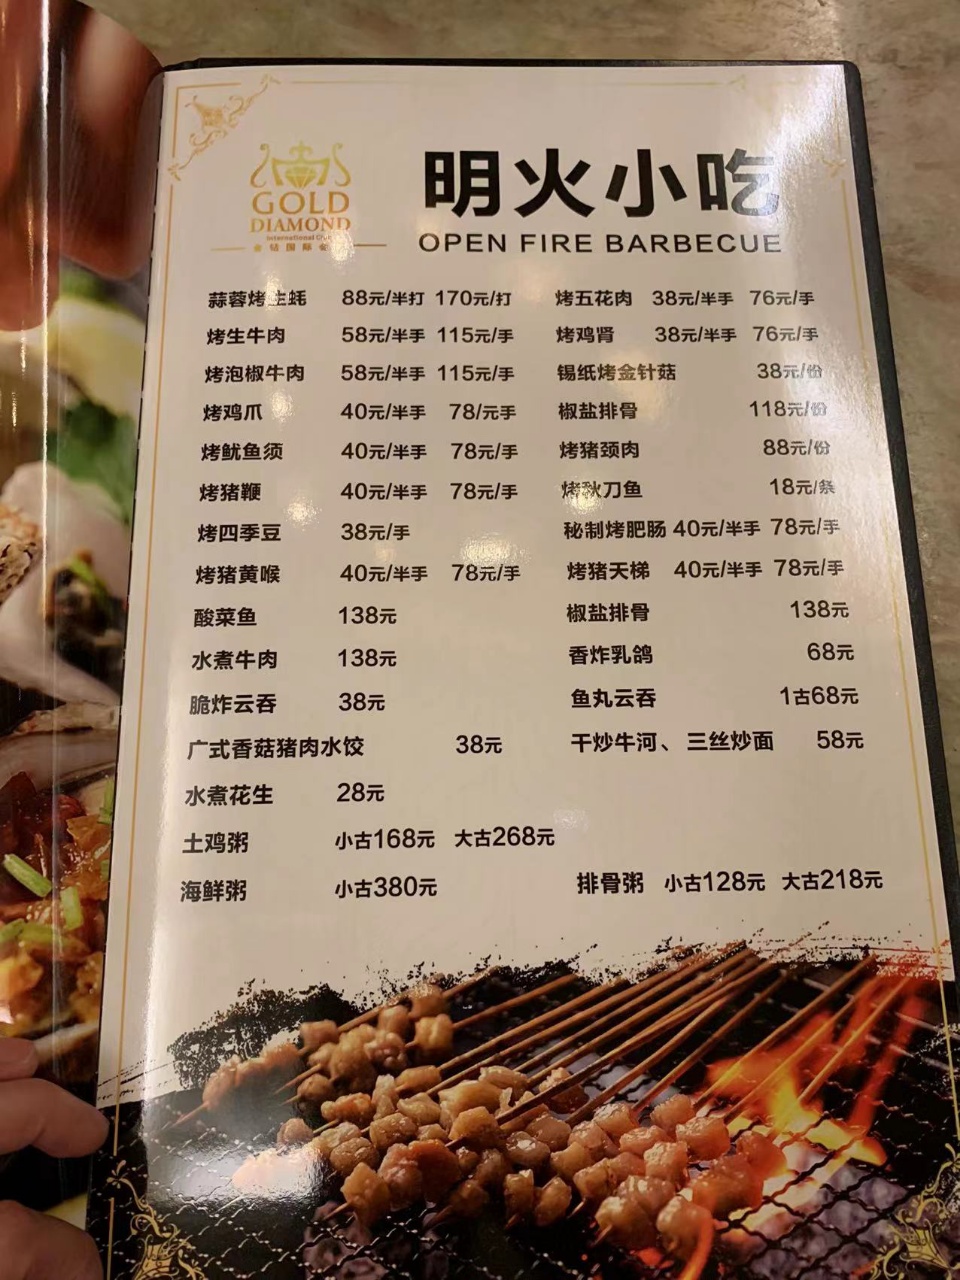 GOLD
DIAMOND
明火小吃
OPEN FIRE BARBECUE
蒜蓉烤生蚝 88元/半打 170元/打 烤五花肉 38元/半手 76元/手
烤生牛肉 58元/半手 115元/手 烤鸡肾 38元/半手 76元/手
烤泡椒牛肉 58元/半手 115元/手 锡纸烤金针菇 38元/份
烤鸡爪 40元/半手 78/元手 椒盐排骨 118元/份
烤鱿鱼须 40元/半手 78元/手 烤猪颈肉 88元/份
烤猪鞭 40元/半手 78元/手 烤秋刀鱼 18元/条
烤四季豆 38元/手 秘制烤肥肠 40元/半手 78元/手
烤猪黄喉 40元/半手 78元/手 烤猪天梯 40元/半手 78元/手
酸菜鱼 138元 椒盐排骨 138元
水煮牛肉 138元 香炸乳鸽 68元
脆炸云吞 38元 鱼丸云吞 1古68元
广式香菇猪肉水饺 38元 干炒牛河、三丝炒面 58元
水煮花生 28元
土鸡粥 小古168元 大古268元
海鲜粥 小古380元 排骨粥 小古128元 大古218元